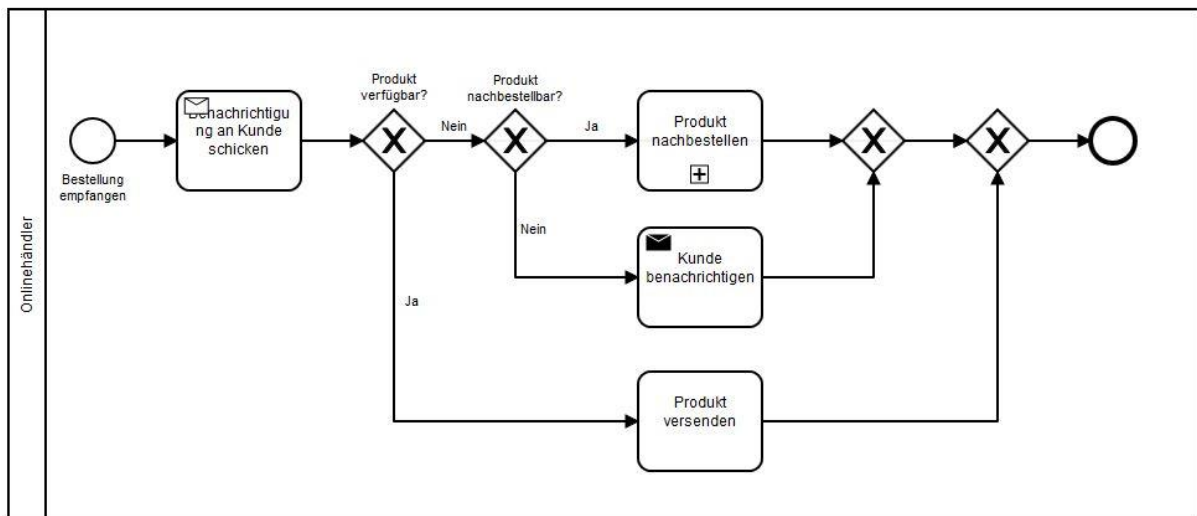 Onlinehändler
Bestellung
empfangen
Benachrichtigu
ng an Kunde
schicken
Produkt
verfügbar?
Nein
Produkt
nachbestellbar?
Ja
Produkt
nachbestellen
Nein
Kunde
benachrichtigen
Ja
Produkt
versenden